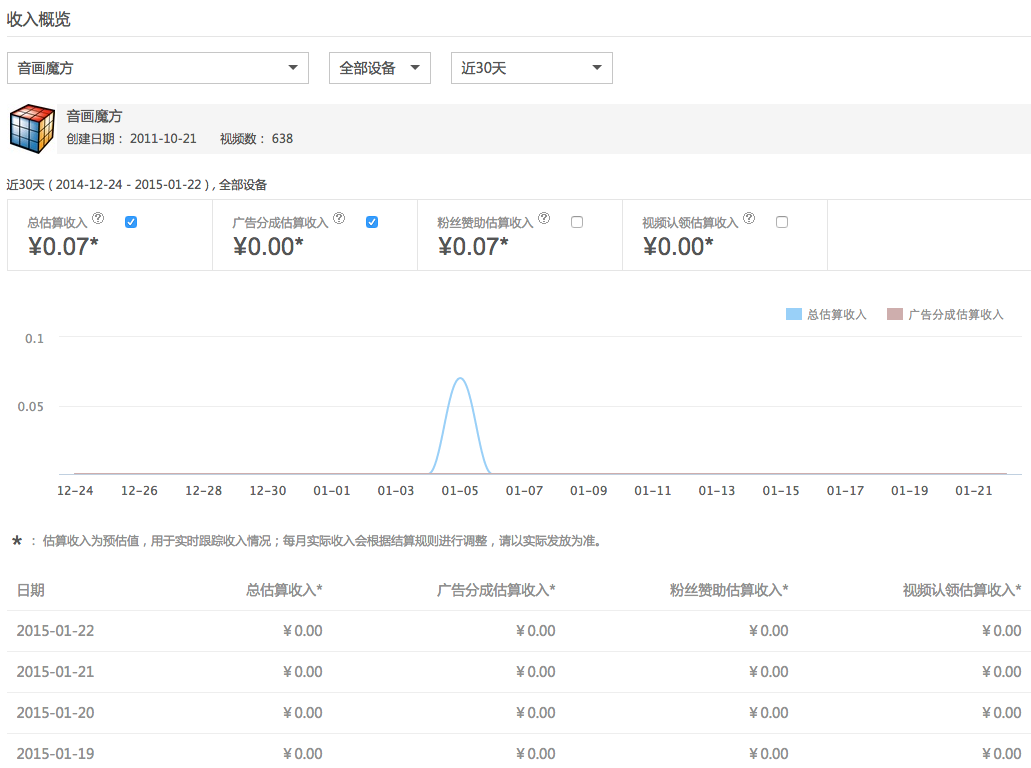 收入概览
音画魔方 全部设备 近30天
音画魔方
创建日期： 2011-10-21 视频数： 638
近30天 ( 2014-12-24 - 2015-01-22 ) , 全部设备
总估算收入 ? 广告分成估算收入 ? 粉丝赞助估算收入 ? 视频认领估算收入 ?
¥0.07* ¥0.00* ¥0.07* ¥0.00*
总估算收入 广告分成估算收入
0.1
0.05
12-24 12-26 12-28 12-30 01-01 01-03 01-05 01-07 01-09 01-11 01-13 01-15 01-17 01-19 01-21
* ： 估算收入为预估值，用于实时跟踪收入情况；每月实际收入会根据结算规则进行调整，请以实际发放为准。
日期 总估算收入* 广告分成估算收入* 粉丝赞助估算收入* 视频认领估算收入*
2015-01-22 ¥ 0.00 ¥ 0.00 ¥ 0.00 ¥ 0.00
2015-01-21 ¥ 0.00 ¥ 0.00 ¥ 0.00 ¥ 0.00
2015-01-20 ¥ 0.00 ¥ 0.00 ¥ 0.00 ¥ 0.00
2015-01-19 ¥ 0.00 ¥ 0.00 ¥ 0.00 ¥ 0.00